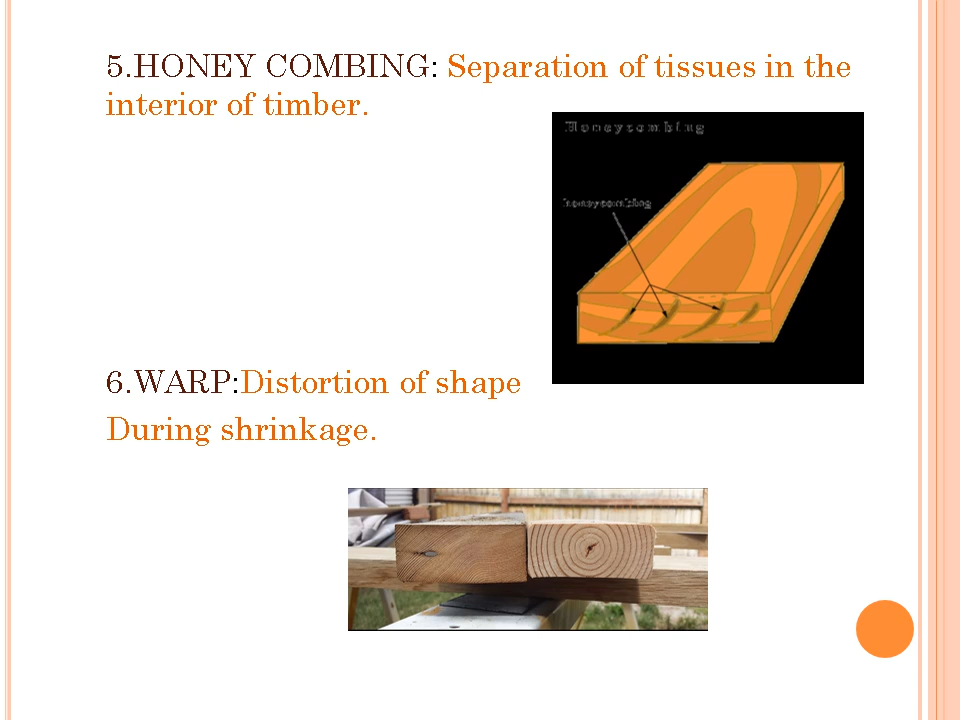 5.HONEY COMBING: Separation of tissues in the
interior of timber.
Honeycombing
honeycombing
6.WARP:Distortion of shape
During shrinkage.